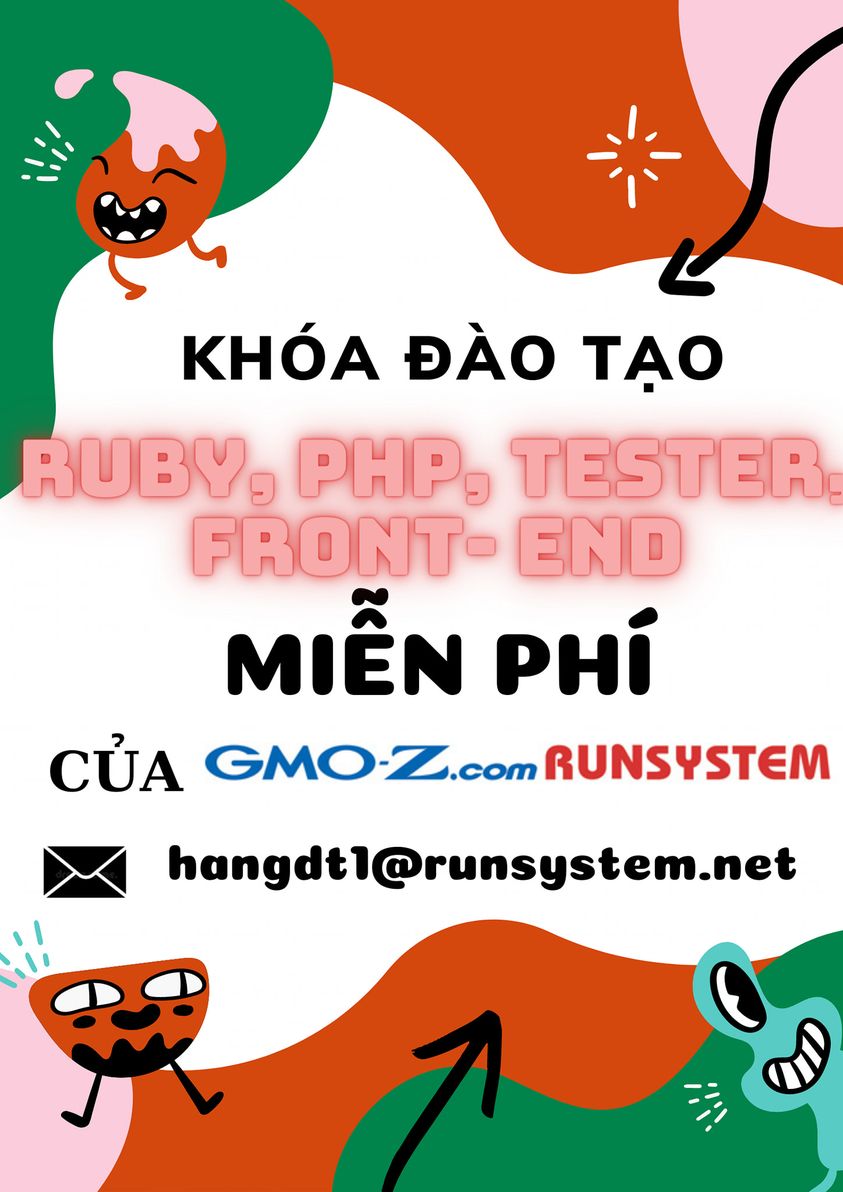 KHÓA ĐÀO TẠO
RUBY, PHP, TESTER,
FRONT- END
MIỄN PHÍ
CỦA GMO-Z.com RUNSYSTEM
hangdt1@runsystem.net